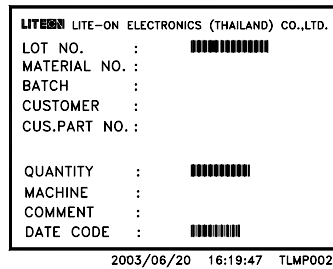 LITEON LITE-ON ELECTRONICS (THAILAND) CO.,LTD.
LOT NO. :
MATERIAL NO. :
BATCH :
CUSTOMER :
CUS.PART NO. :
QUANTITY :
MACHINE :
COMMENT :
DATE CODE :
2003/06/20 16:19:47 TLMP002